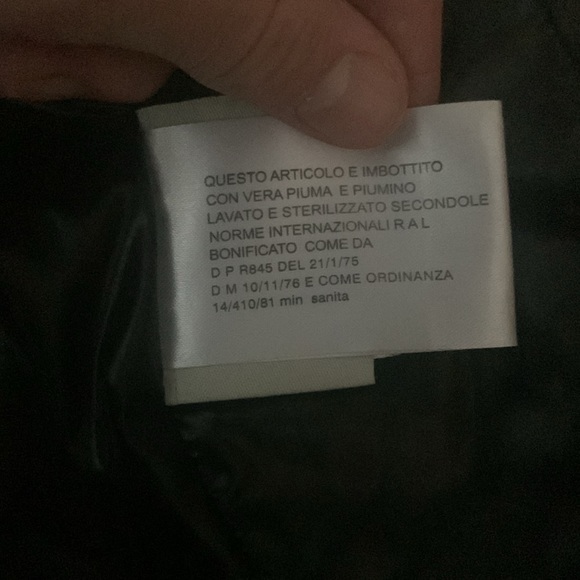 QUESTO ARTICOLO E IMBOTTITO
CON VERA PIUMA E PIUMINO
LAVATO E STERILIZZATO SECONDOLE
NORME INTERNAZIONALI R A L
BONIFICATO COME DA
D P R845 DEL 21/1/75
D M 10/11/76 E COME ORDINANZA
14/410/81 min sanita